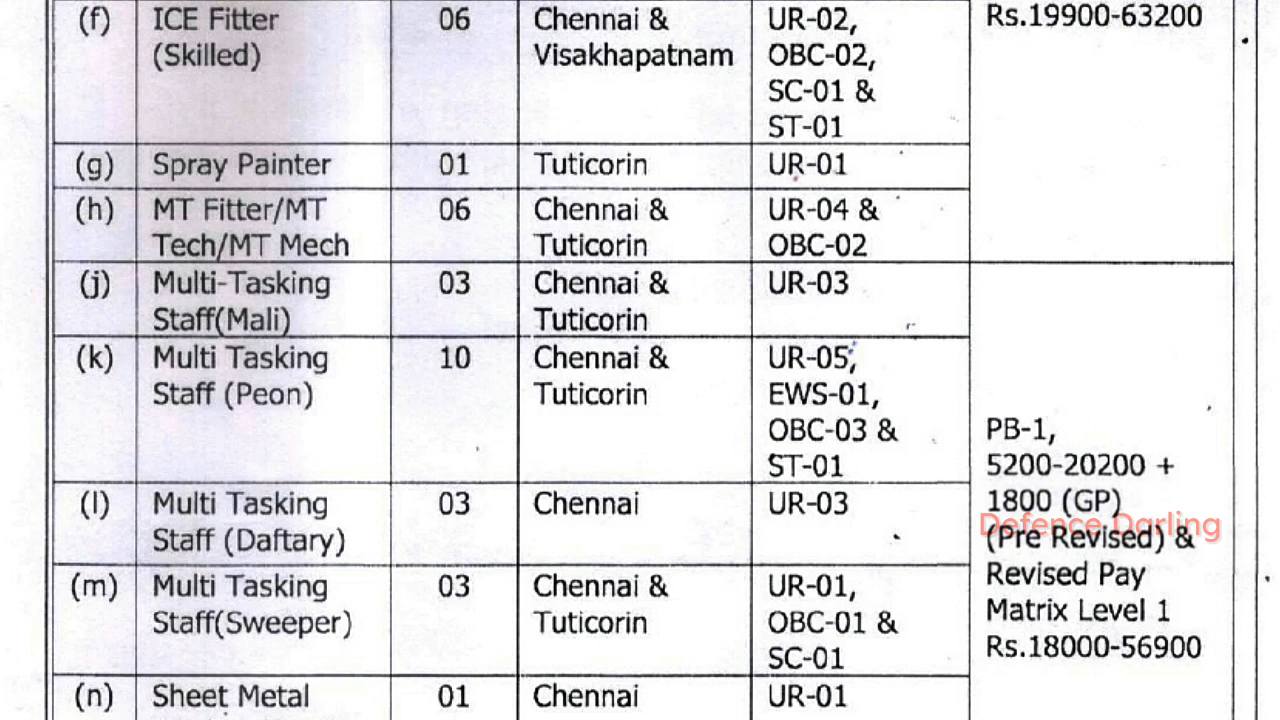 (f) ICE Fitter 06 Chennai & UR-02, Rs.19900-63200
(Skilled) Visakhapatnam OBC-02,
SC-01 &
ST-01
(g) Spray Painter 01 Tuticorin UR-01
(h) MT Fitter/MT 06 Chennai & UR-04 &
Tech/MT Mech Tuticorin OBC-02
(j) Multi-Tasking 03 Chennai & UR-03
Staff(Mali) Tuticorin
(k) Multi Tasking 10 Chennai & UR-05,
Staff (Peon) Tuticorin EWS-01,
OBC-03 &
ST-01
(l) Multi Tasking 03 Chennai UR-03
Staff (Daftary)
(m) Multi Tasking 03 Chennai & UR-01,
Staff(Sweeper) Tuticorin OBC-01 &
SC-01
(n) Sheet Metal 01 Chennai UR-01
PB-1,
5200-20200 +
1800 (GP)
Defence Darling
(Pre Revised) &
Revised Pay
Matrix Level 1
Rs.18000-56900